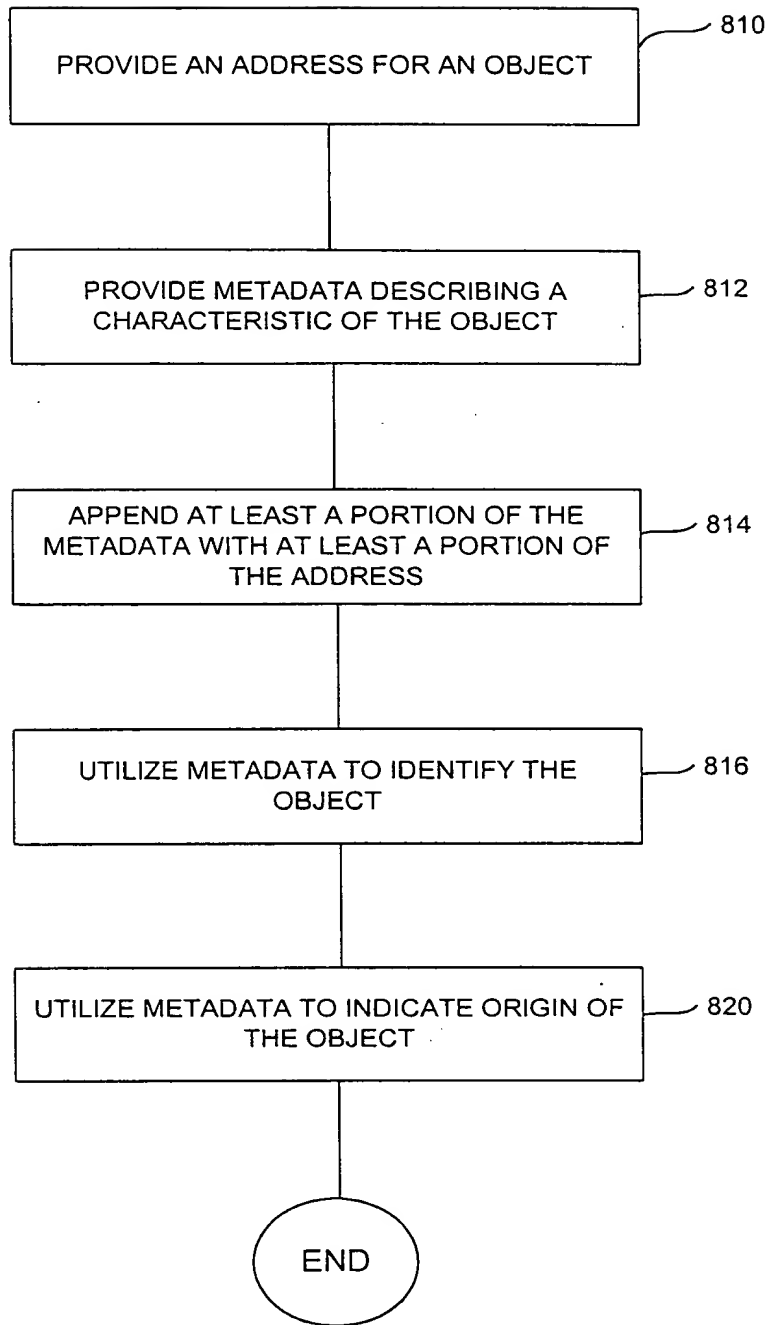 810
PROVIDE AN ADDRESS FOR AN OBJECT
PROVIDE METADATA DESCRIBING A
CHARACTERISTIC OF THE OBJECT
812
APPEND AT LEAST A PORTION OF THE
METADATA WITH AT LEAST A PORTION OF
THE ADDRESS
814
UTILIZE METADATA TO IDENTIFY THE
OBJECT
816
UTILIZE METADATA TO INDICATE ORIGIN OF
THE OBJECT
820
END